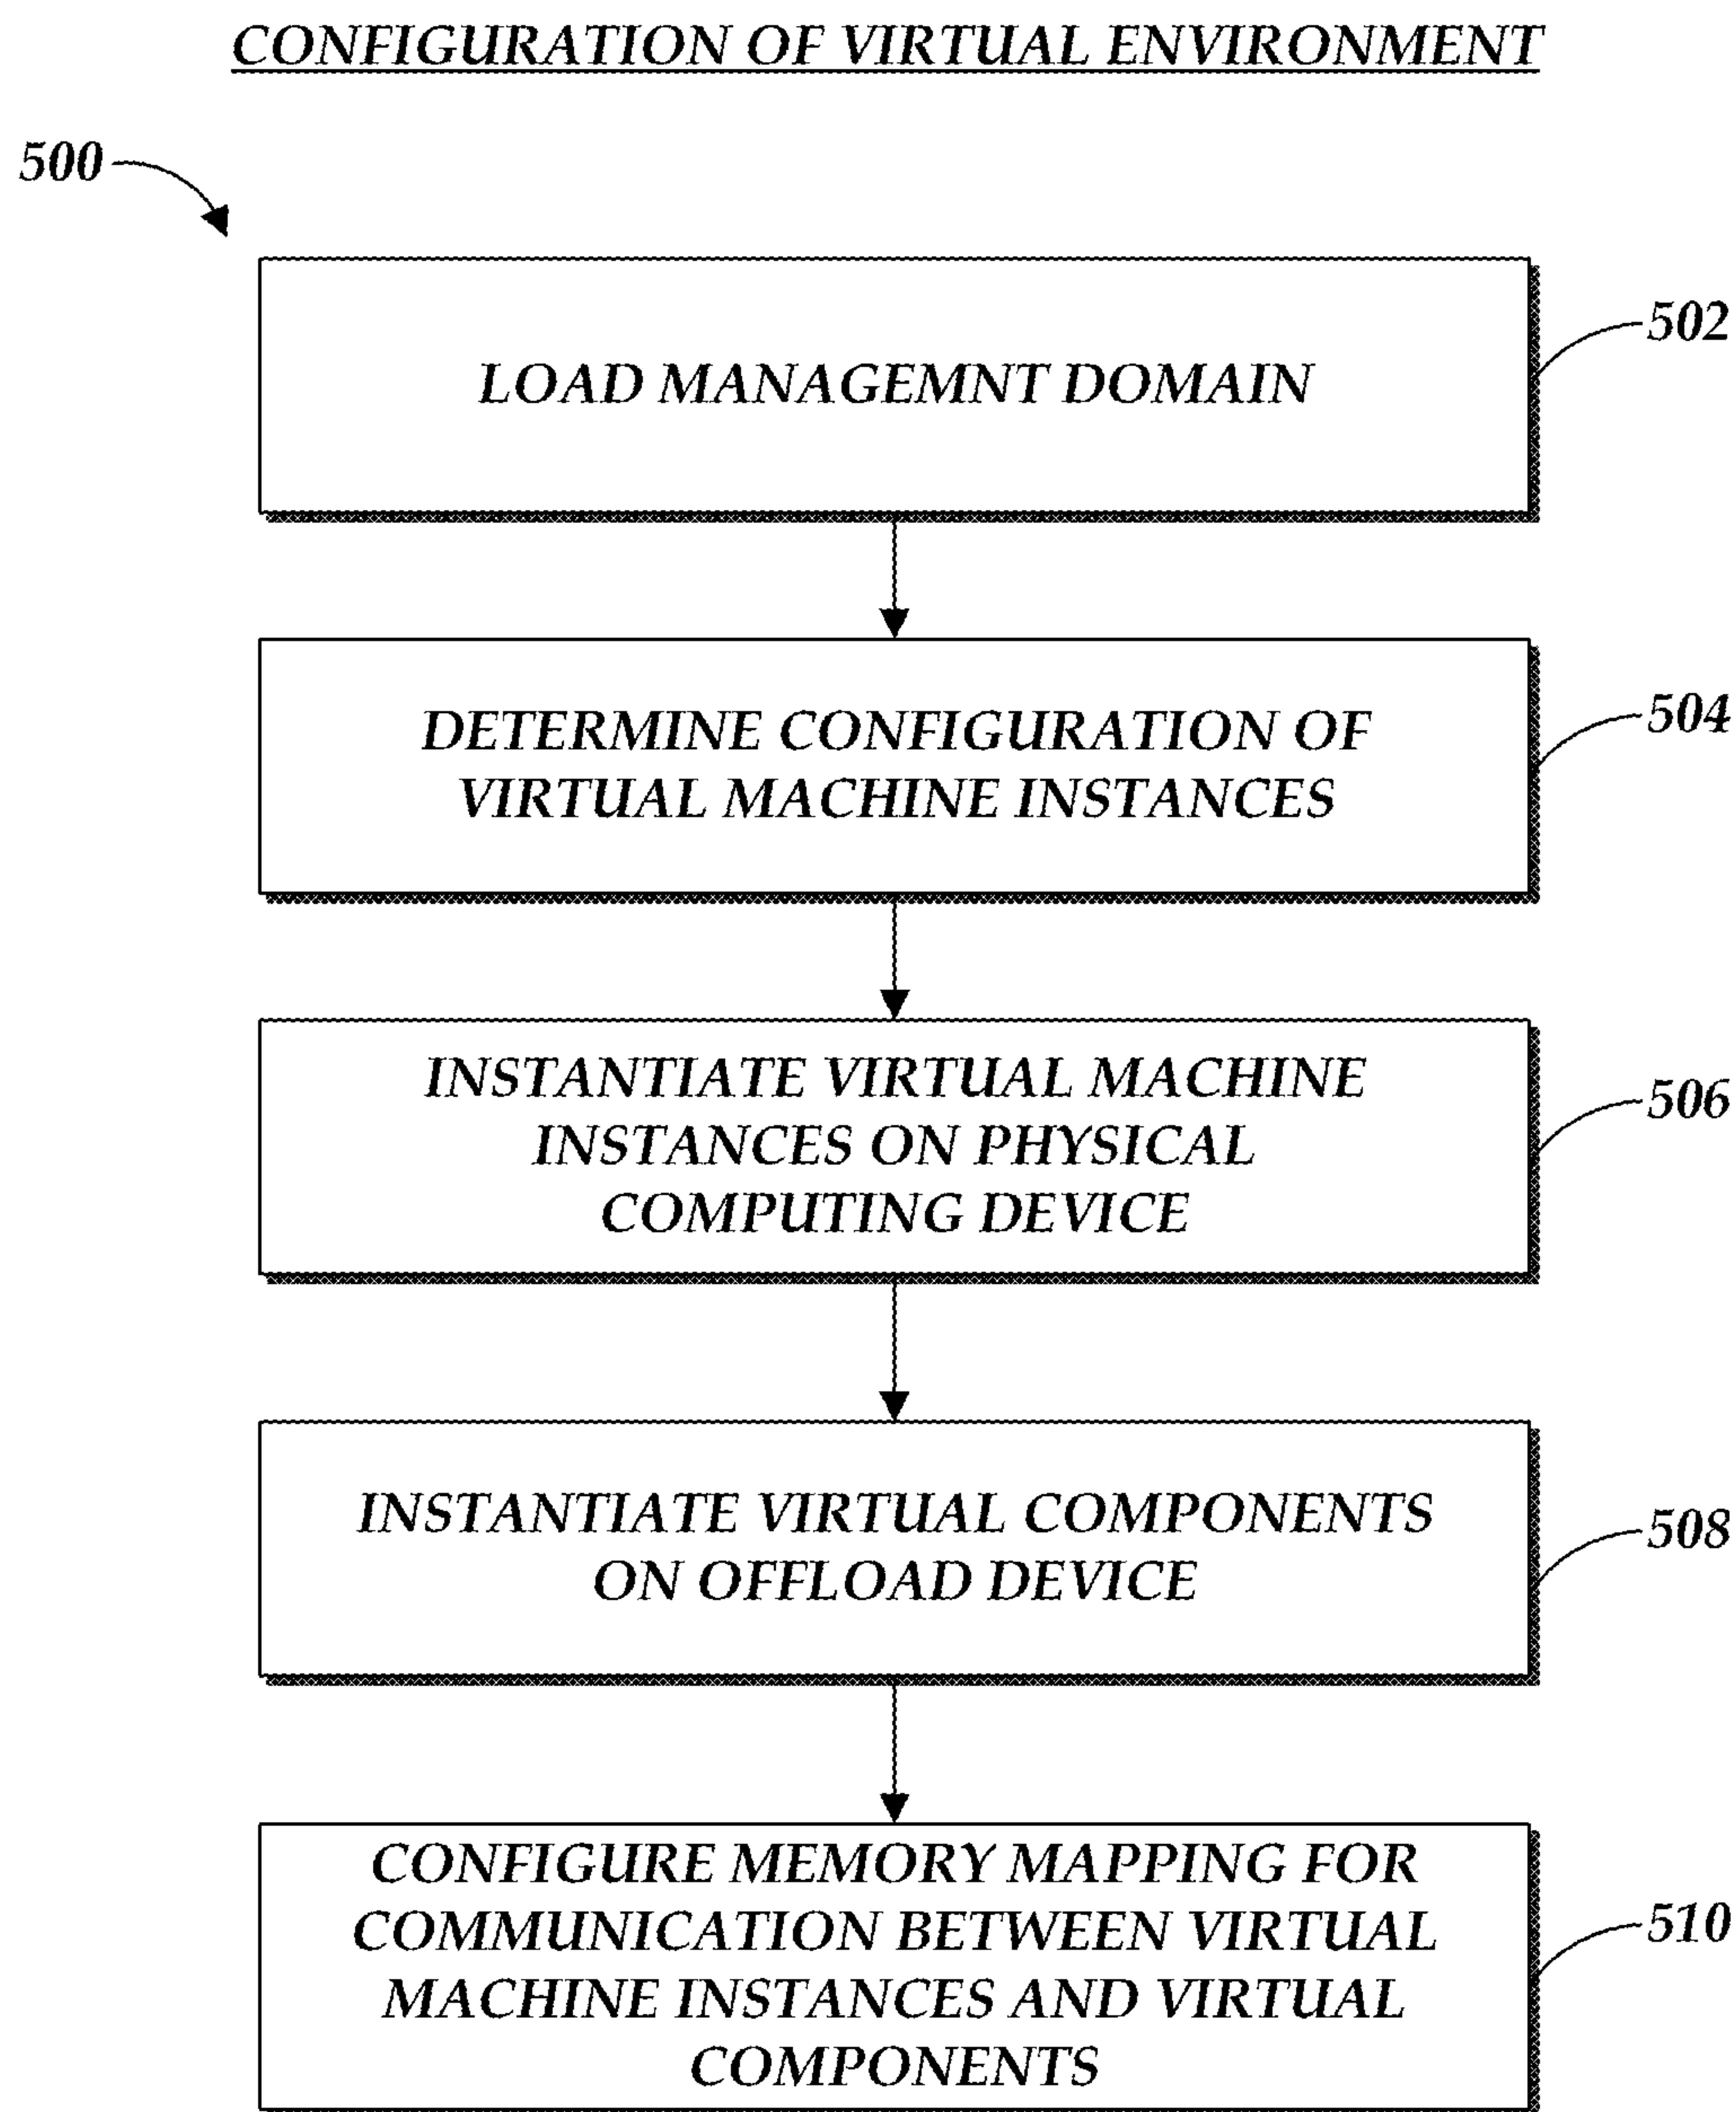 CONFIGURATION OF VIRTUAL ENVIRONMENT
500
LOAD MANAGEMNT DOMAIN
502
DETERMINE CONFIGURATION OF
VIRTUAL MACHINE INSTANCES
504
INSTANTIATE VIRTUAL MACHINE
INSTANCES ON PHYSICAL
COMPUTING DEVICE
506
INSTANTIATE VIRTUAL COMPONENTS
ON OFFLOAD DEVICE
508
CONFIGURE MEMORY MAPPING FOR
COMMUNICATION BETWEEN VIRTUAL
MACHINE INSTANCES AND VIRTUAL
COMPONENTS
510